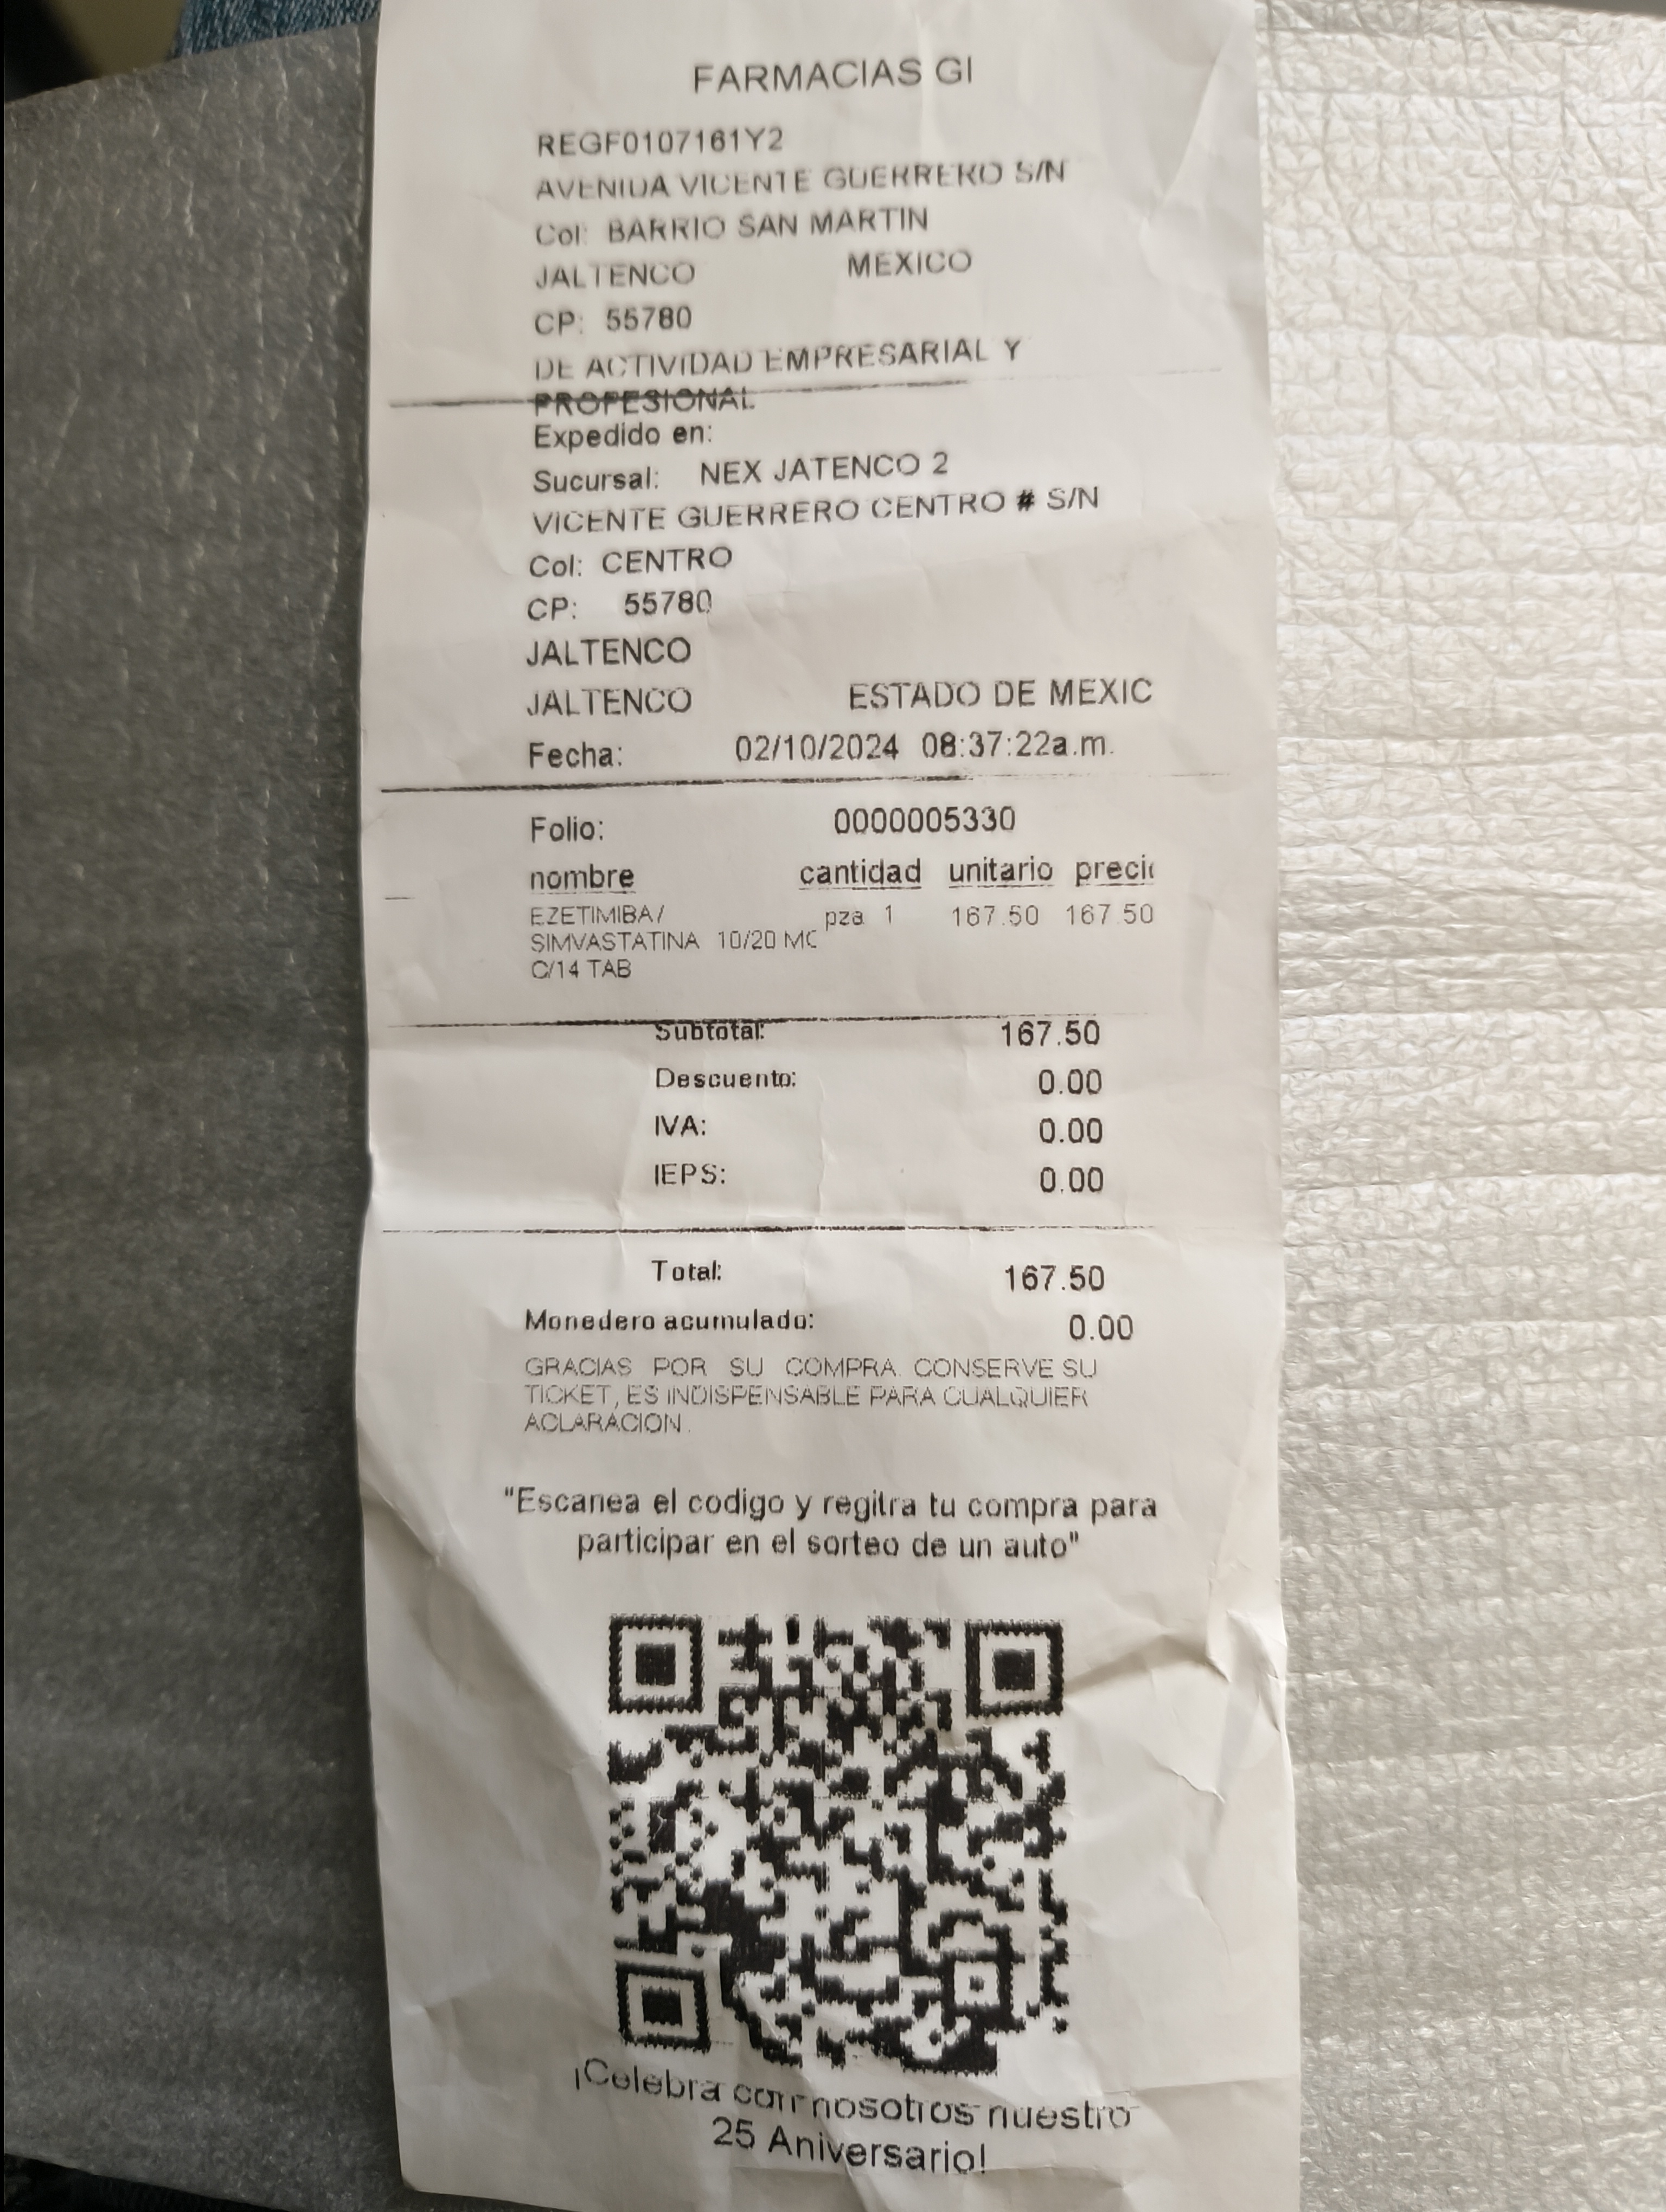 FARMACIAS GI
REGF0107161Y2
AVENIDA VICENTE GUERRERO S/N
Col: BARRIO SAN MARTIN
JALTENCO MEXICO
CP: 55780
DE ACTIVIDAD EMPRESARIAL Y
PROFESIONAL
Expedido en:
Sucursal: NEX JATENCO 2
VICENTE GUERRERO CENTRO # S/N
Col: CENTRO
CP: 55780
JALTENCO
JALTENCO ESTADO DE MEXIC
Fecha: 02/10/2024 08:37:22a.m.
Folio: 0000005330
nombre cantidad unitario preci
EZETIMIBA/ pza 1 167.50 167.50
SIMVASTATINA 10/20 MC
C/14 TAB
Subtotal: 167.50
Descuento: 0.00
IVA: 0.00
IEPS: 0.00
Total: 167.50
Monedero acumulado: 0.00
GRACIAS POR SU COMPRA. CONSERVE SU
TICKET, ES INDISPENSABLE PARA CUALQUIER
ACLARACION.
"Escanea el codigo y regitra tu compra para
participar en el sorteo de un auto"
¡Celebra con nosotros nuestro
25 Aniversario!